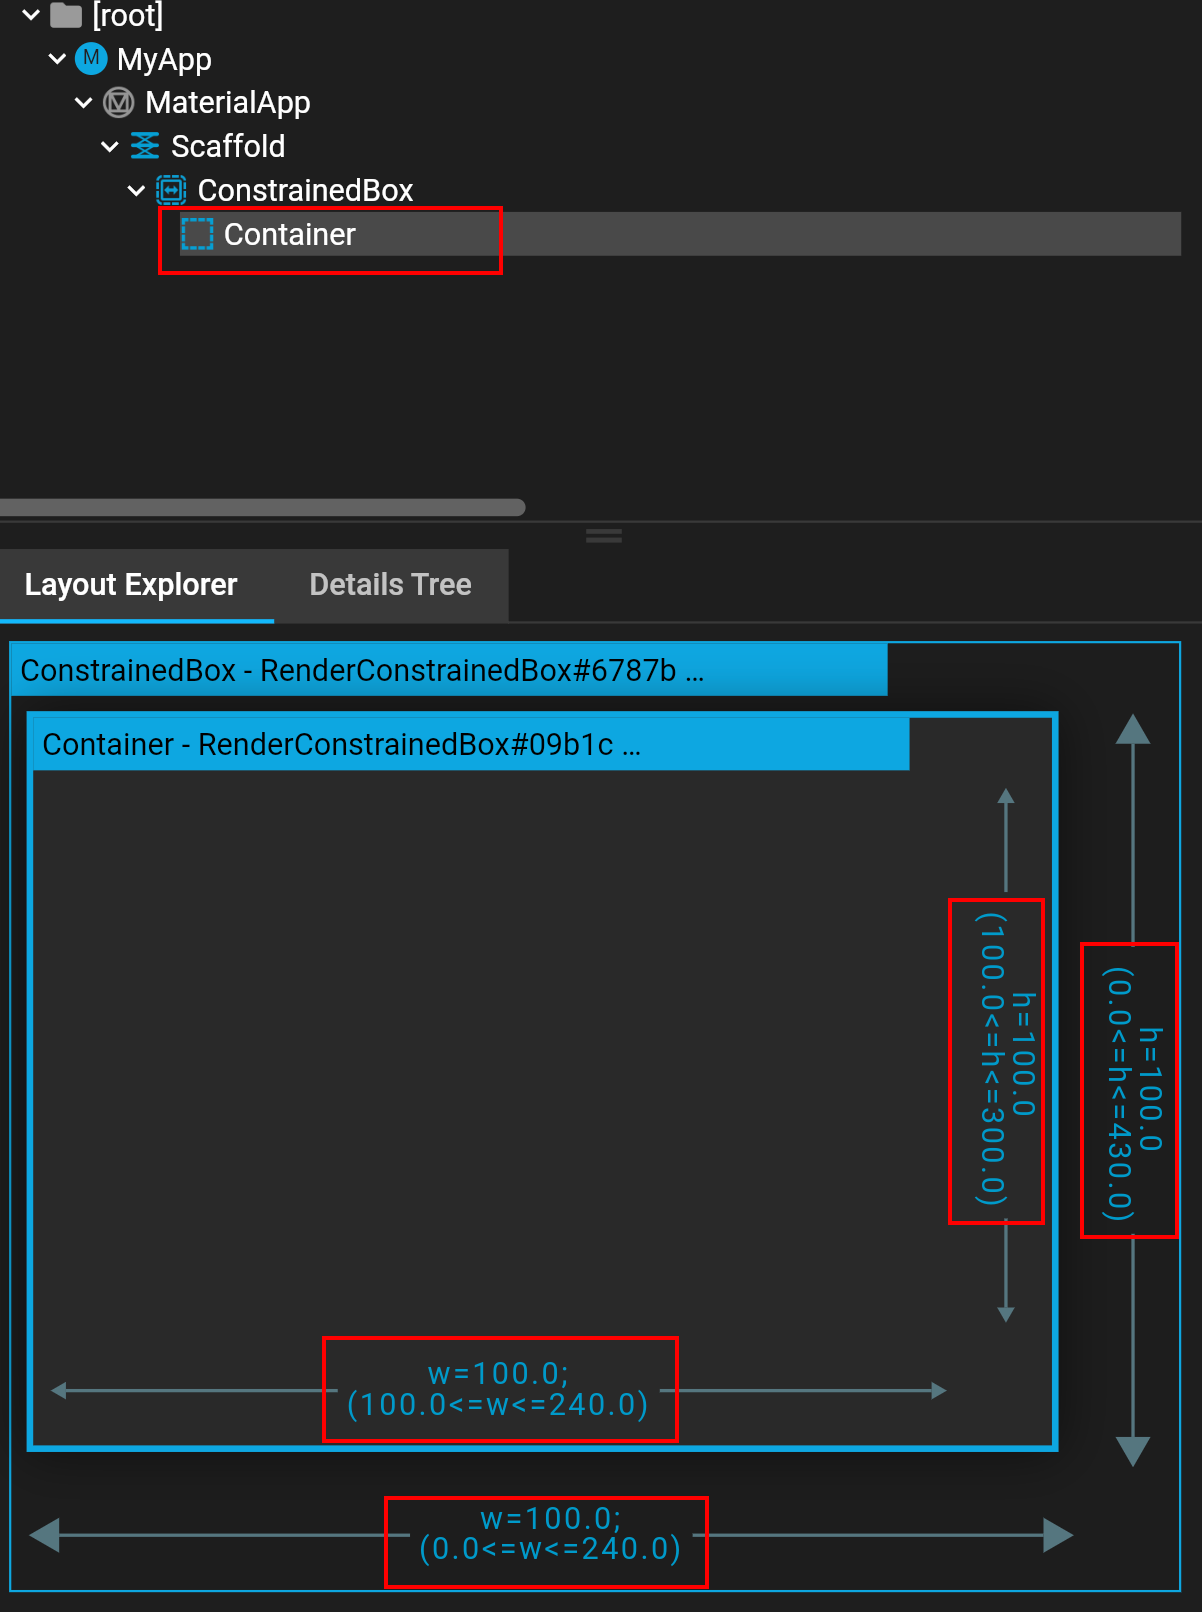 [root]
M MyApp
MaterialApp
Scaffold
ConstrainedBox
Container
Layout Explorer Details Tree
ConstrainedBox - RenderConstrainedBox#6787b ...
Container - RenderConstrainedBox#09b1c ...
h=100.0
(100.0<=h<=300.0)
h=100.0
(0.0<=h<=430.0)
w=100.0;
(100.0<=w<=240.0)
w=100.0;
(0.0<=w<=240.0)